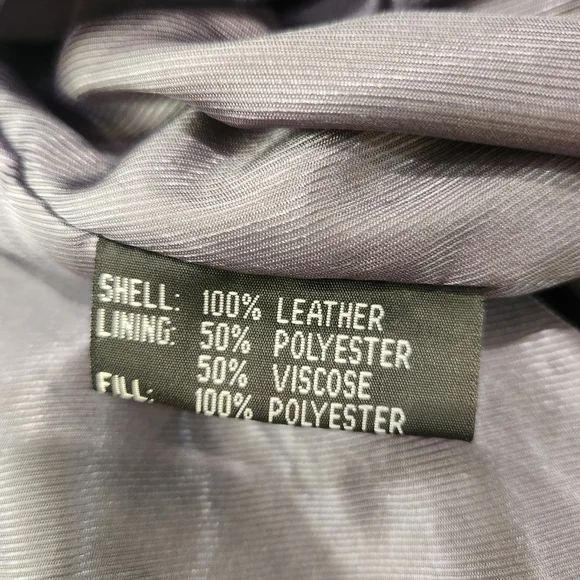 SHELL: 100% LEATHER
LINING: 50% POLYESTER
50% VISCOSE
FILL: 100% POLYESTER